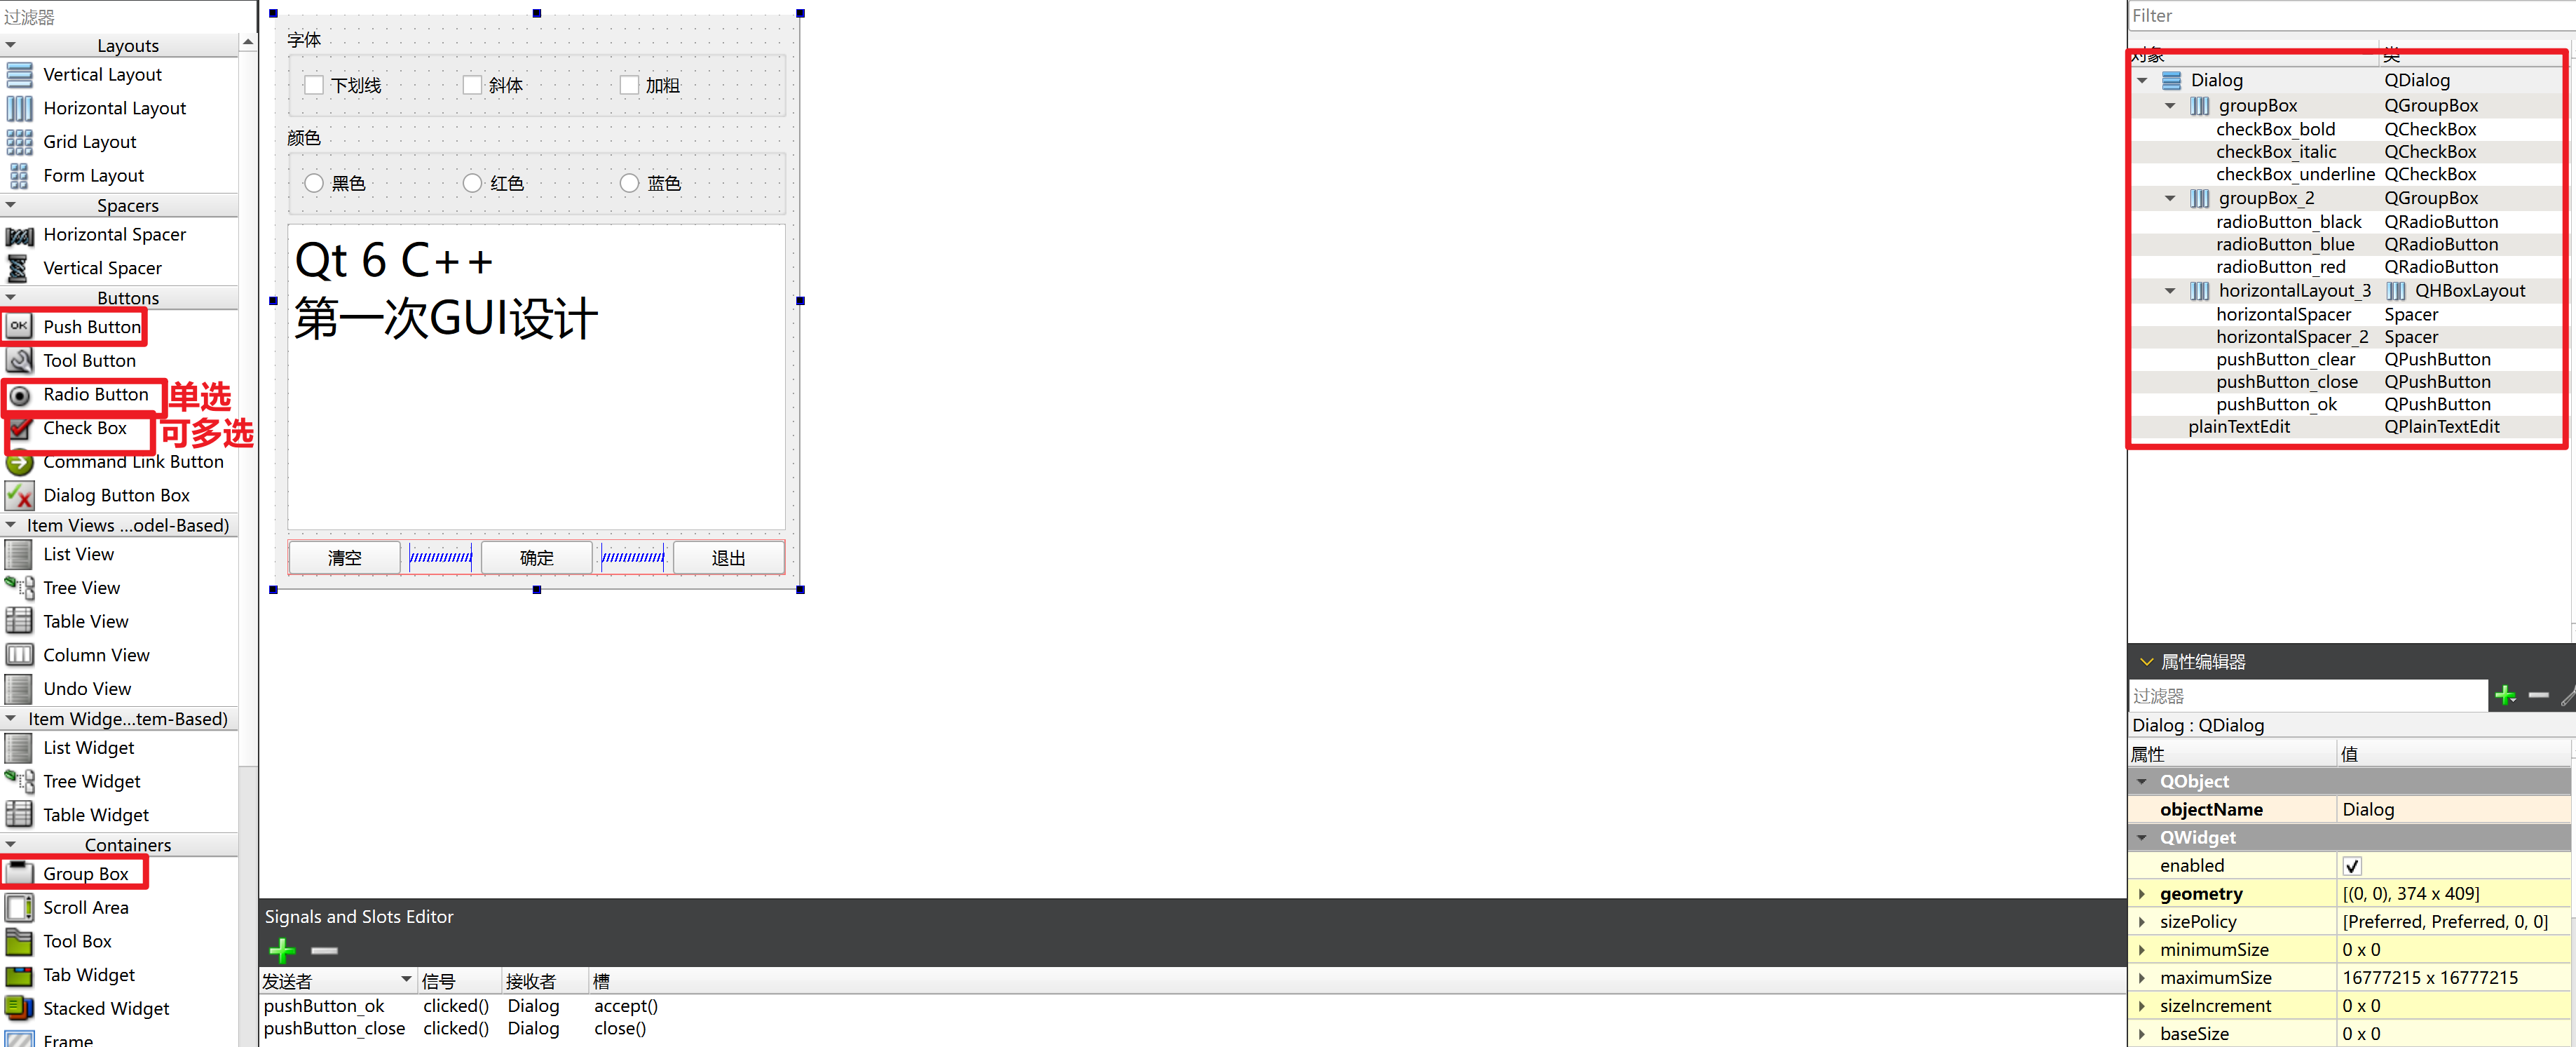 过滤器
Layouts
Vertical Layout
Horizontal Layout
Grid Layout
Form Layout
Spacers
Horizontal Spacer
Vertical Spacer
Buttons
OK Push Button
Tool Button
Radio Button 单选
Check Box 可多选
Command Link Button
Dialog Button Box
Item Views ...odel-Based)
List View
Tree View
Table View
Column View
Undo View
Item Widge...tem-Based)
List Widget
Tree Widget
Table Widget
Containers
Group Box
Scroll Area
Tool Box
Tab Widget
Stacked Widget
Frame
字体
下划线 斜体 加粗
颜色
黑色 红色 蓝色
Qt 6 C++
第一次GUI设计
清空 确定 退出
Signals and Slots Editor
发送者 信号 接收者 槽
pushButton_ok clicked() Dialog accept()
pushButton_close clicked() Dialog close()
Filter
对象 类
Dialog QDialog
groupBox QGroupBox
checkBox_bold QCheckBox
checkBox_italic QCheckBox
checkBox_underline QCheckBox
groupBox_2 QGroupBox
radioButton_black QRadioButton
radioButton_blue QRadioButton
radioButton_red QRadioButton
horizontalLayout_3 QHBoxLayout
horizontalSpacer Spacer
horizontalSpacer_2 Spacer
pushButton_clear QPushButton
pushButton_close QPushButton
pushButton_ok QPushButton
plainTextEdit QPlainTextEdit
属性编辑器
过滤器
Dialog : QDialog
属性 值
QObject
objectName Dialog
QWidget
enabled
geometry [(0, 0), 374 x 409]
sizePolicy [Preferred, Preferred, 0, 0]
minimumSize 0 x 0
maximumSize 16777215 x 16777215
sizeIncrement 0 x 0
baseSize 0 x 0